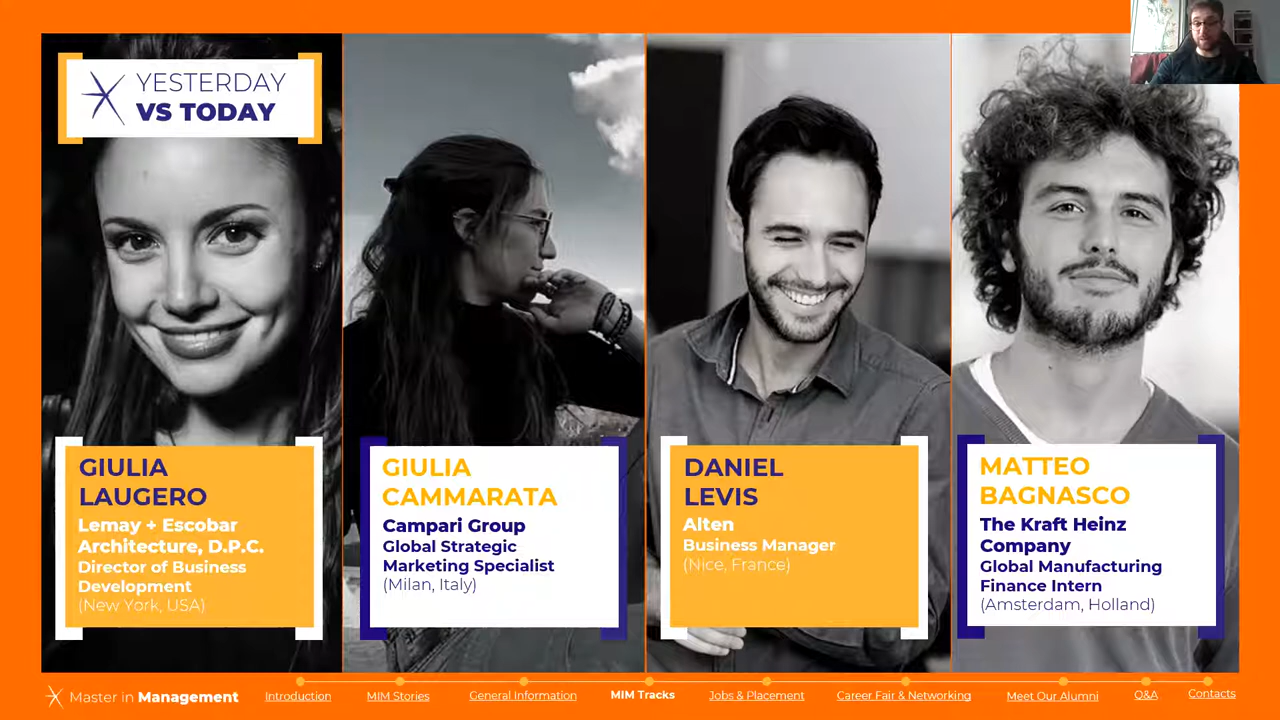 YESTERDAY
VS TODAY
GIULIA
LAUGERO
Lemay + Escobar
Architecture, D.P.C.
Director of Business
Development
(New York, USA)
GIULIA
CAMMARATA
Campari Group
Global Strategic
Marketing Specialist
(Milan, Italy)
DANIEL
LEVIS
Alten
Business Manager
(Nice, France)
MATTEO
BAGNASCO
The Kraft Heinz
Company
Global Manufacturing
Finance Intern
(Amsterdam, Holland)
Master in Management
Introduction
MIM Stories
General Information
MIM Tracks
Jobs & Placement
Career Fair & Networking
Meet Our Alumni
Q&A
Contacts